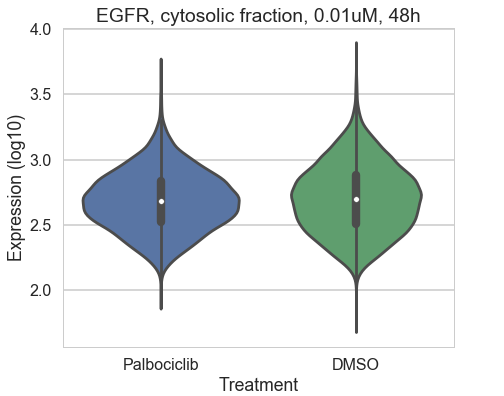 EGFR, cytosolic fraction, 0.01uM, 48h
4.0
3.5
3.0
2.5
2.0
Expression (log10)
Palbociclib DMSO
Treatment